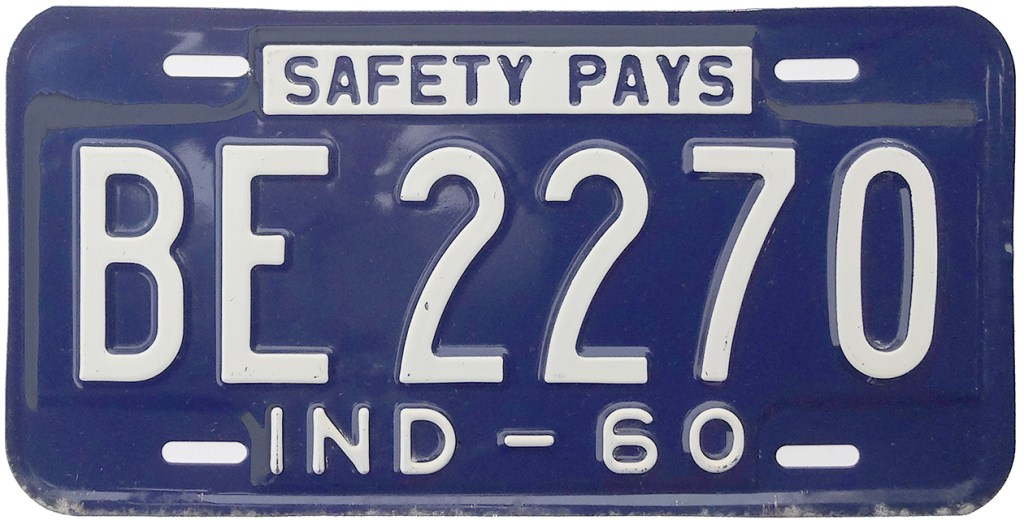 SAFETY PAYS
BE 2270
IND-60